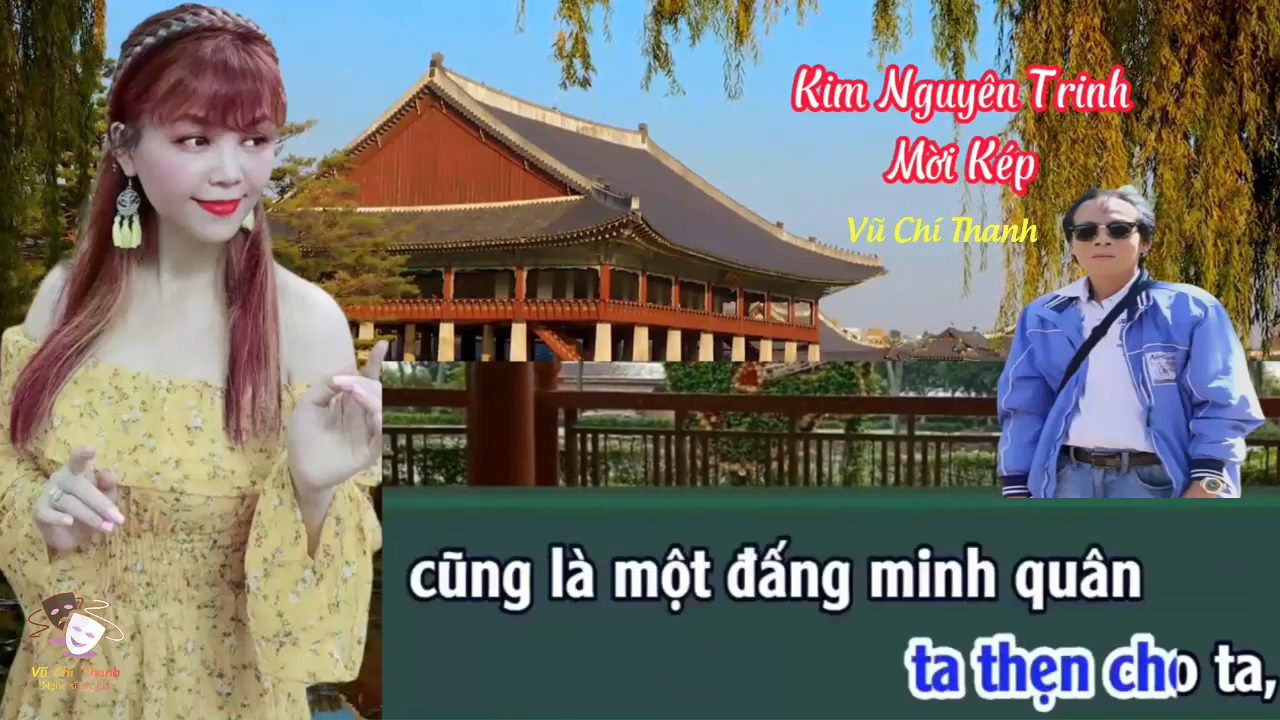 Kim Nguyên Trinh
Mời Kép
Vũ Chí Thanh
cũng là một đấng minh quân
ta thẹn cho ta,
Vũ Chí Thanh